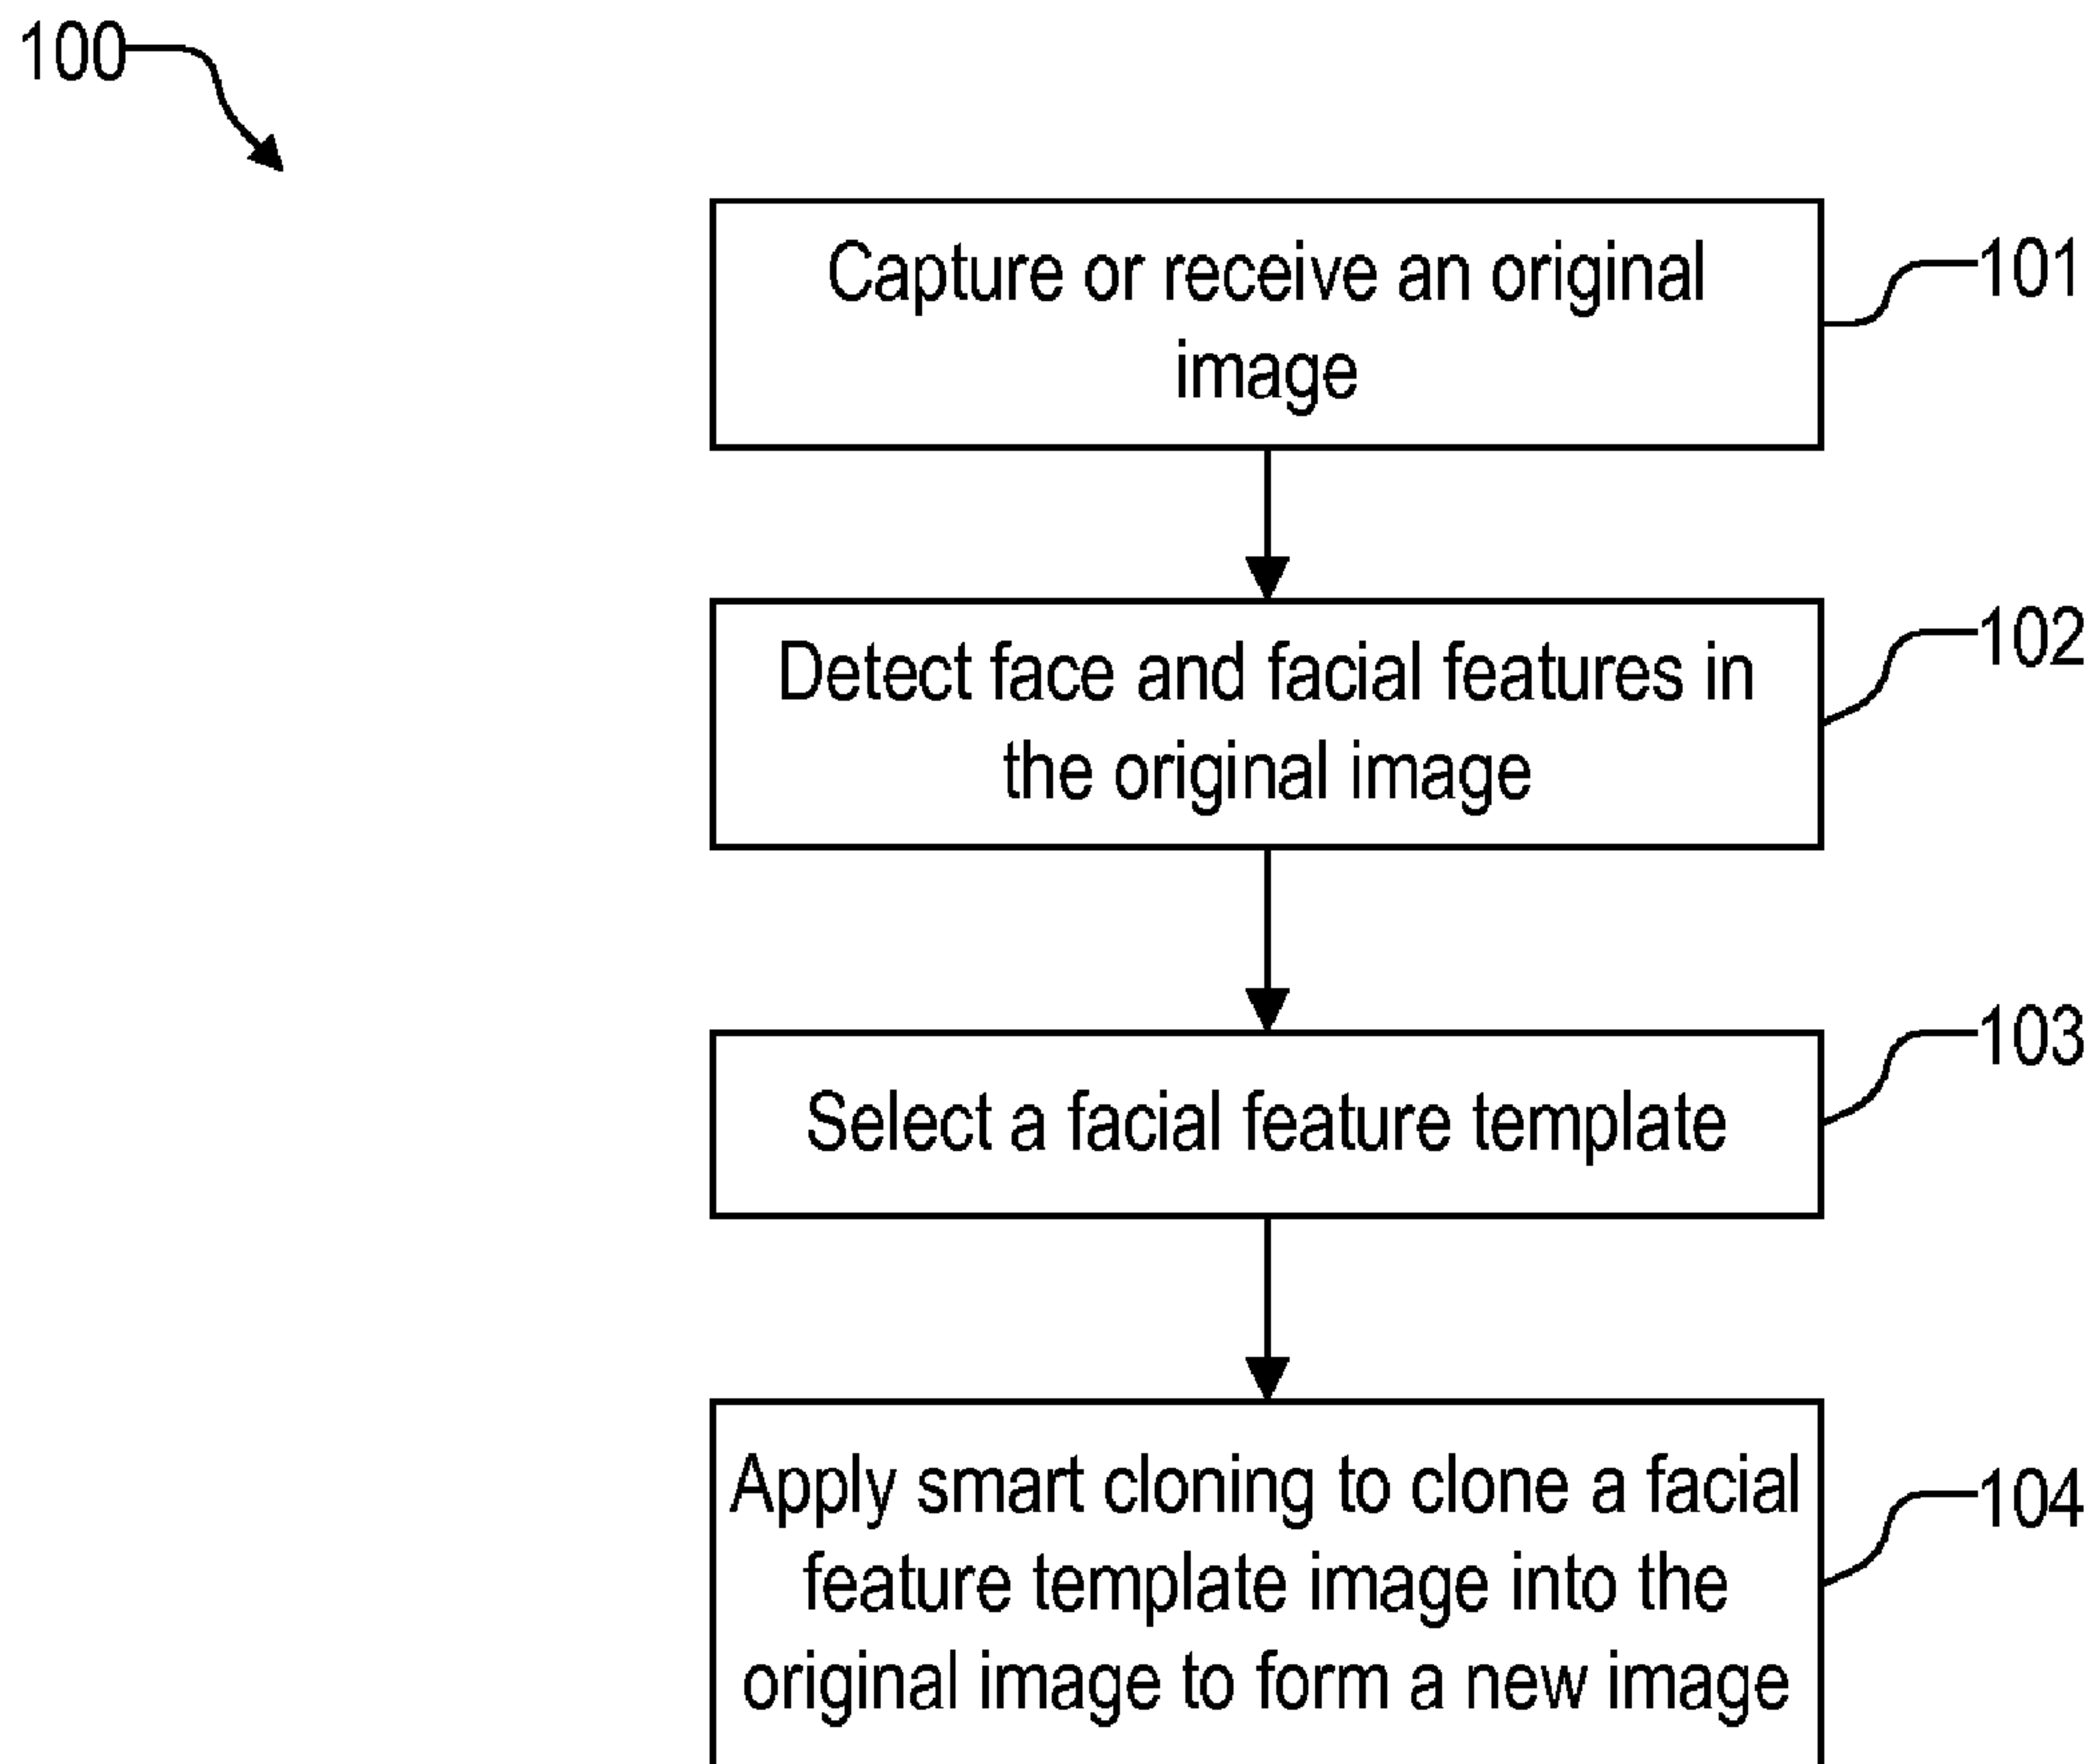 100
Capture or receive an original
image
101
Detect face and facial features in
the original image
102
Select a facial feature template
103
Apply smart cloning to clone a facial
feature template image into the
original image to form a new image
104